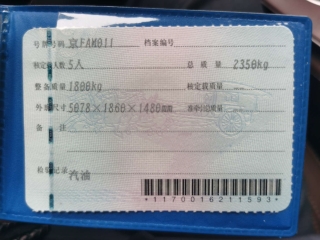 号牌号码 京FAM011 档案编号
核定载人数 5人 总质量 2350kg
整备质量 1800kg 核定载质量 --
外廓尺寸 5078×1860×1480mm 准牵引总质量 --
备注
检验记录
汽油
*1170016211593*